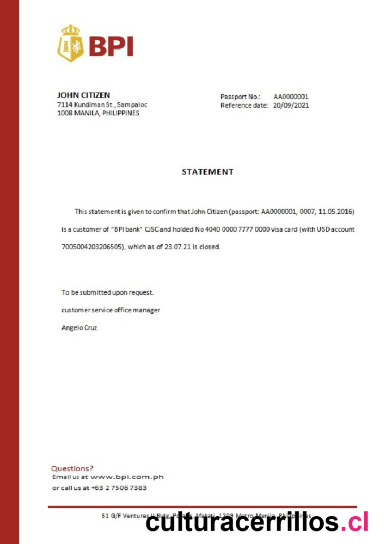 BPI
JOHN CITIZEN
7114 Kundiman St., Sampaloc
1008 MANILA, PHILIPPINES
Passport No.: AA0000001
Reference date: 20/09/2021
STATEMENT
This statement is given to confirm that John Citizen (passport: AA0000001, 0007, 11.05.2016)
is a customer of "BPI bank" CJSC and holded No 4040 0000 7777 0000 visa card (with USD account
7005004203206505), which as of 23.07.21 is closed.
To be submitted upon request.
customer service office manager
Angelo Cruz
Questions?
Email us at www.bpi.com.ph
or call us at +63 2 7506 7383
51 G/F Ventures II Bldg, Makati, 1209 Metro Manila, Philippines
culturacerrillos.cl